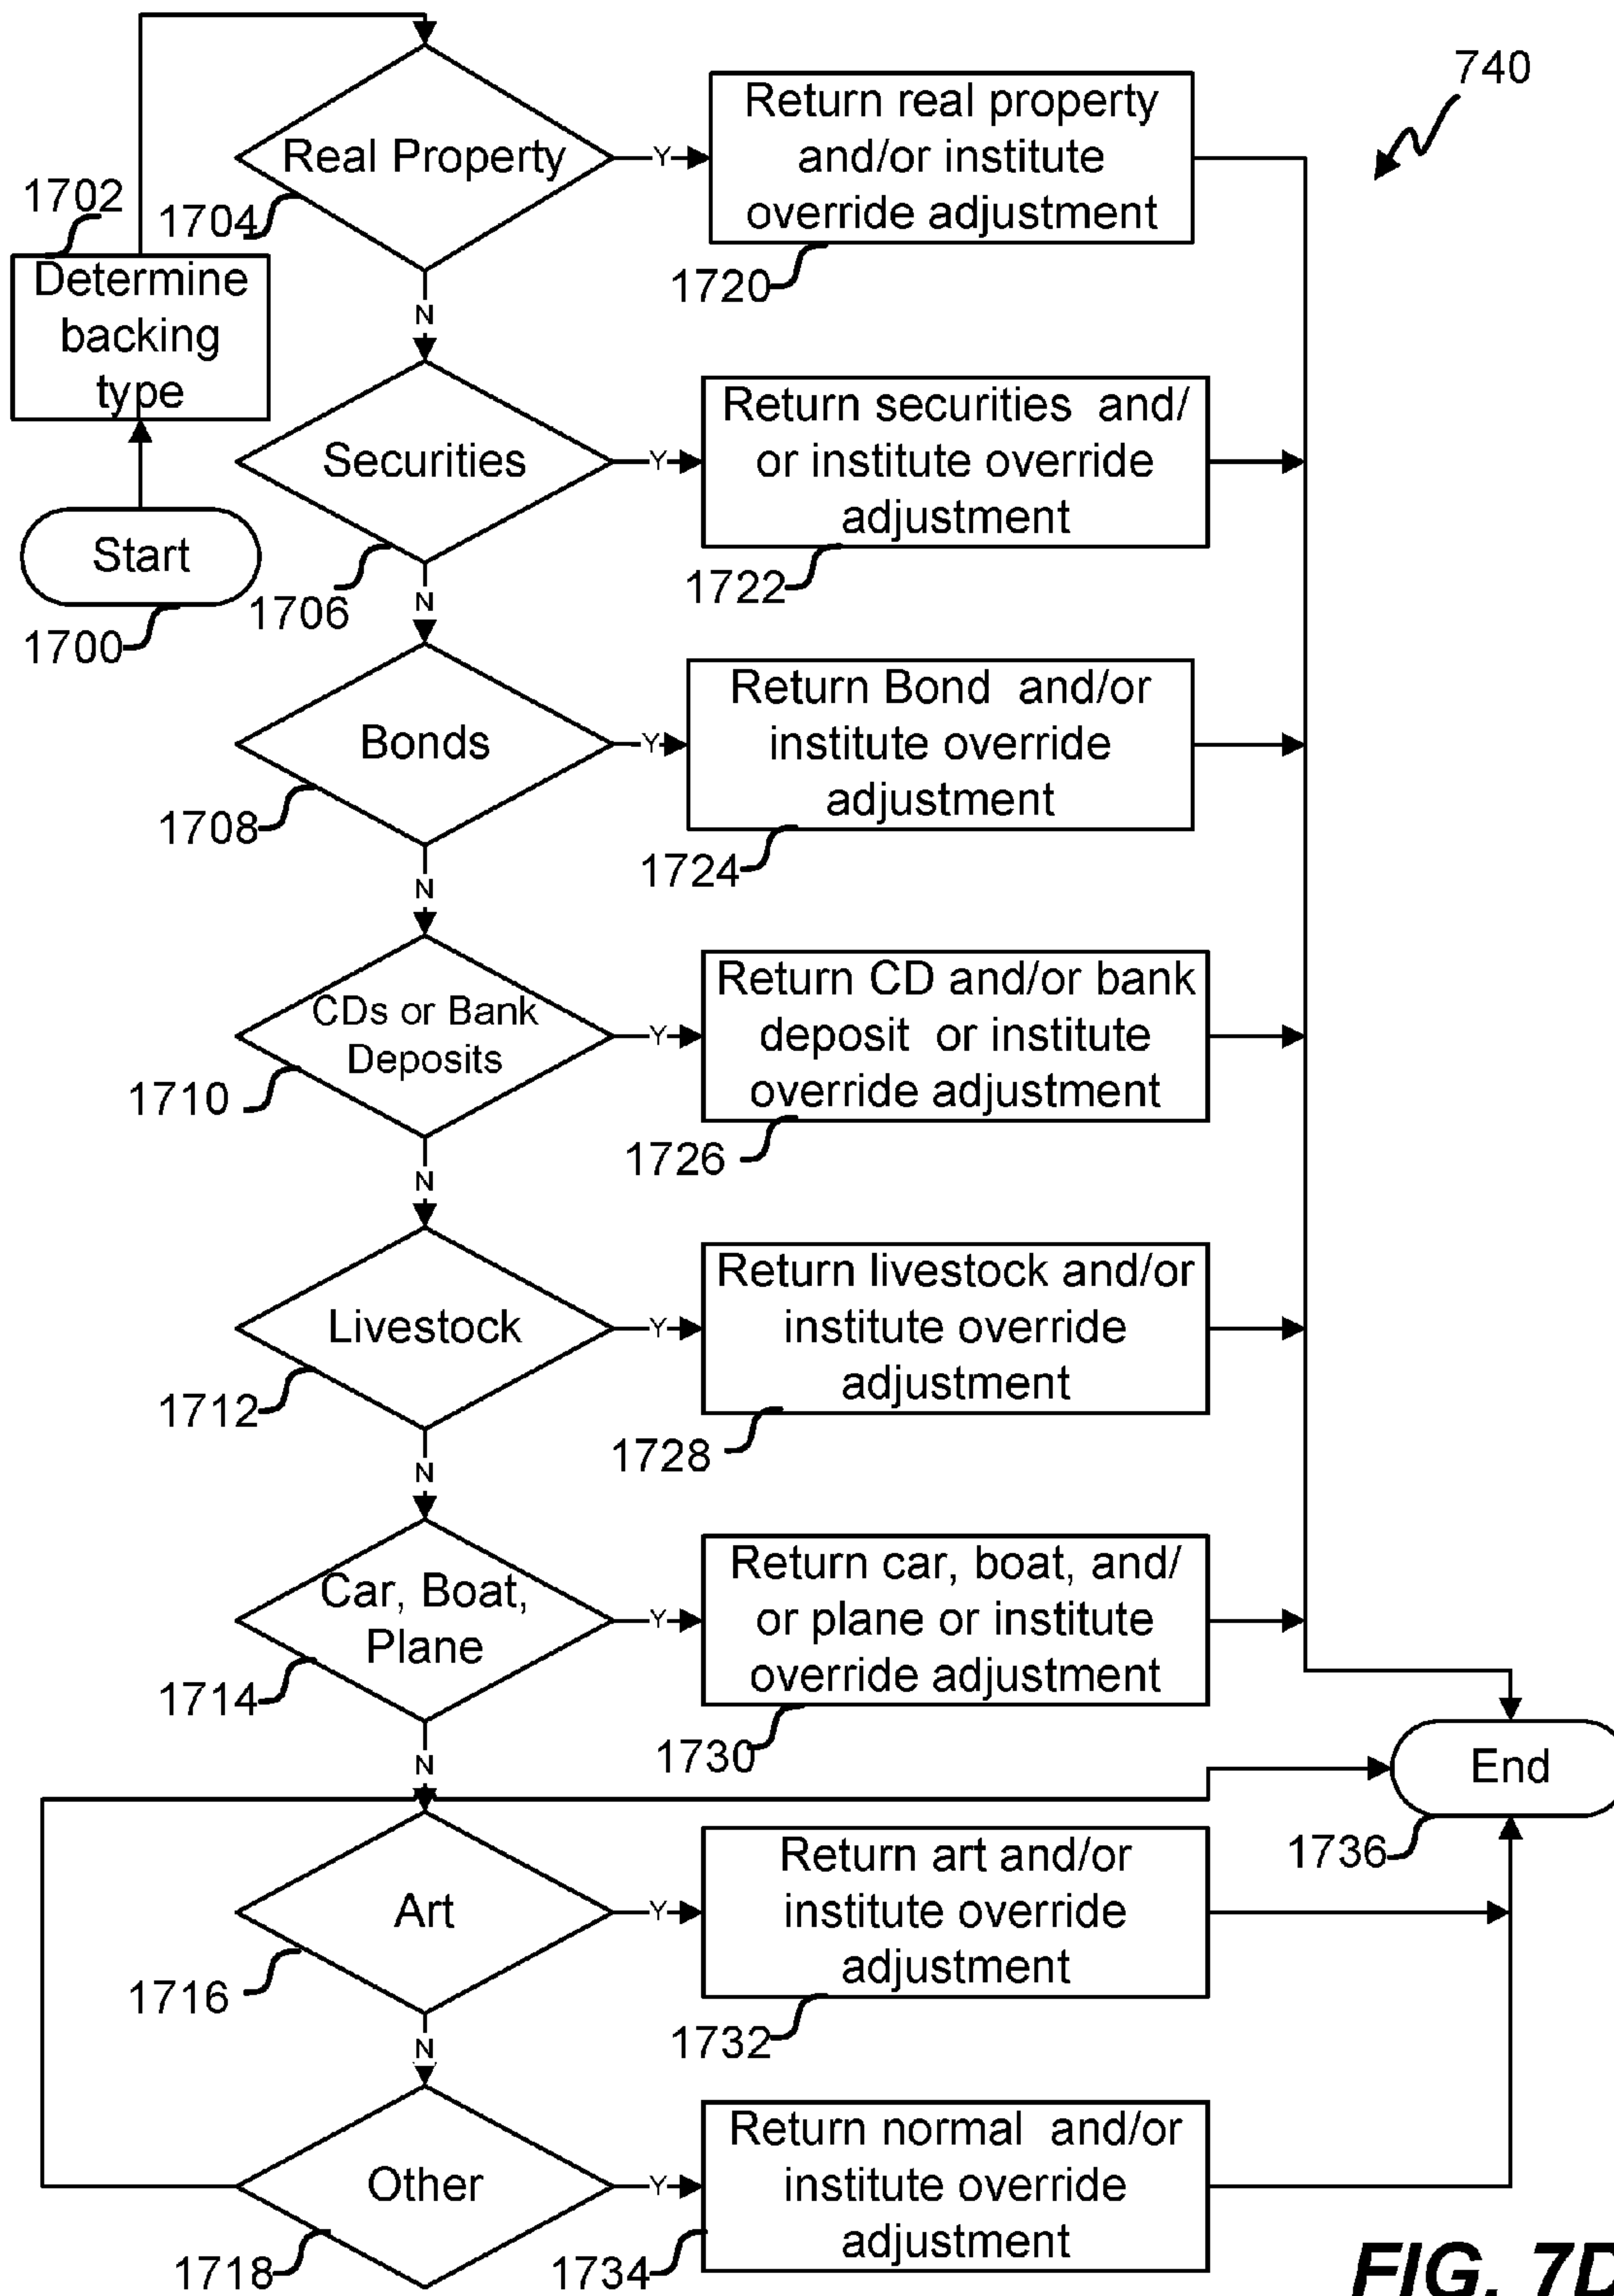 740
Real Property
Y
Return real property
and/or institute
override adjustment
1702
1704
1720
Determine
backing
type
N
Securities
Y
Return securities  and/
or institute override
adjustment
Start
1706
1722
1700
N
Bonds
Y
Return Bond  and/or
institute override
adjustment
1708
1724
N
CDs or Bank
Deposits
Y
Return CD and/or bank
deposit  or institute
override adjustment
1710
1726
N
Livestock
Y
Return livestock and/or
institute override
adjustment
1712
1728
N
Car, Boat,
Plane
Y
Return car, boat, and/
or plane or institute
override adjustment
1714
1730
N
End
1736
Art
Y
Return art and/or
institute override
adjustment
1716
1732
N
Other
Y
Return normal  and/or
institute override
adjustment
1718
1734
FIG. 7D